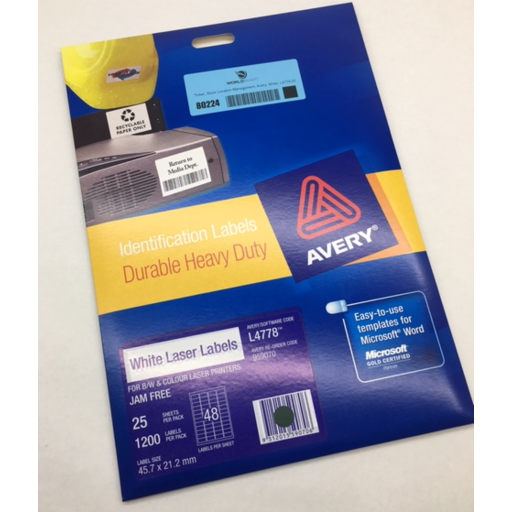 WORLD
80224
RECYCLABLE
PAPER ONLY
Return to
Media Dept.
Identification Labels
Durable Heavy Duty
AVERY
Easy-to-use
templates for
Microsoft® Word
Microsoft
GOLD CERTIFIED
Partner
White Laser Labels
AVERY SOFTWARE CODE
L4778™
AVERY RE-ORDER CODE
959070
FOR B/W & COLOUR LASER PRINTERS
JAM FREE
25 SHEETS PER PACK
1200 LABELS PER PACK
48
LABELS PER SHEET
LABEL SIZE
45.7 x 21.2 mm